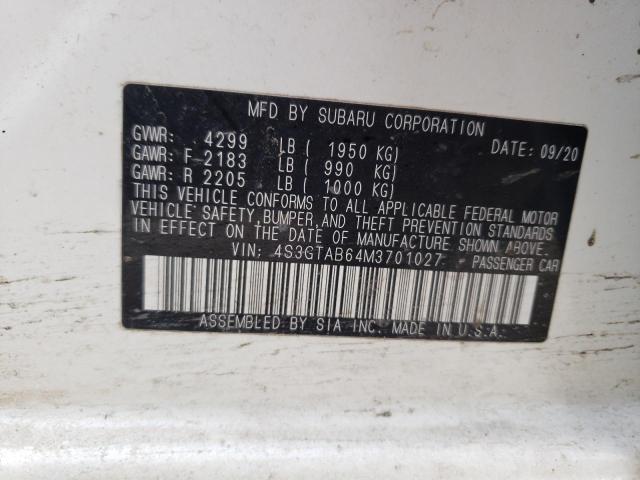 MFD BY SUBARU CORPORATION
GVWR: 4299 LB ( 1950 KG) DATE: 09/20
GAWR: F 2183 LB ( 990 KG)
GAWR: R 2205 LB ( 1000 KG)
THIS VEHICLE CONFORMS TO ALL APPLICABLE FEDERAL MOTOR
VEHICLE SAFETY, BUMPER, AND THEFT PREVENTION STANDARDS
IN EFFECT ON THE DATE OF MANUFACTURE SHOWN ABOVE.
VIN: 4S3GTAB64M3701027 PASSENGER CAR
ASSEMBLED BY SIA INC. MADE IN U.S.A.